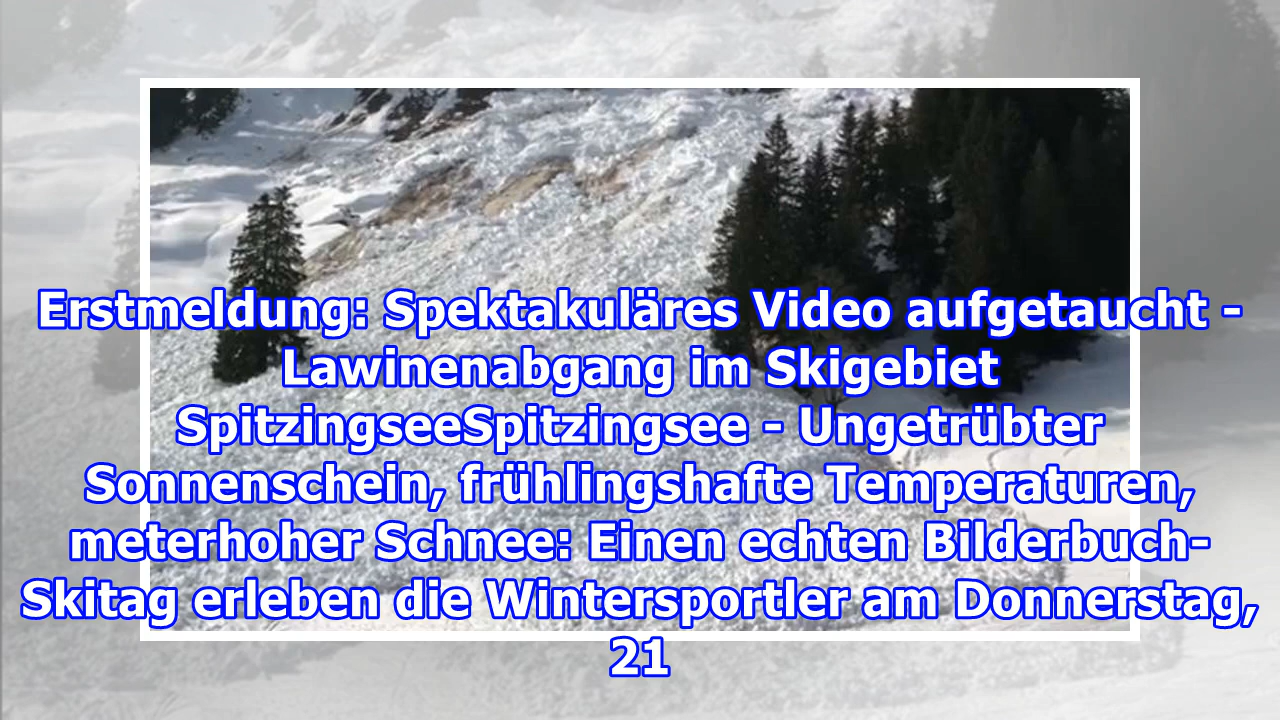 Erstmeldung: Spektakuläres Video aufgetaucht -
Lawinenabgang im Skigebiet
SpitzingseeSpitzingsee - Ungetrübter
Sonnenschein, frühlingshafte Temperaturen,
meterhoher Schnee: Einen echten Bilderbuch-
Skitag erleben die Wintersportler am Donnerstag,
21